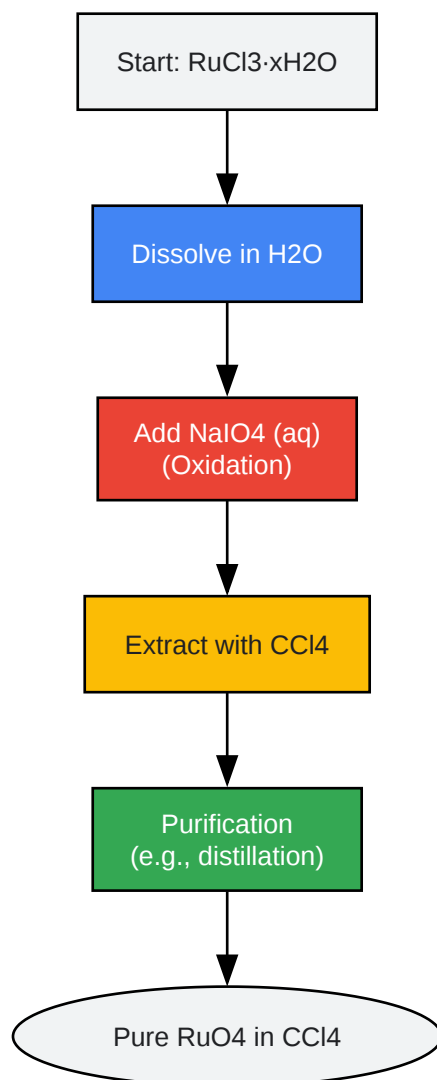 Start: RuCl3·xH2O
Dissolve in H2O
Add NaIO4 (aq)
(Oxidation)
Extract with CCl4
Purification
(e.g., distillation)
Pure RuO4 in CCl4